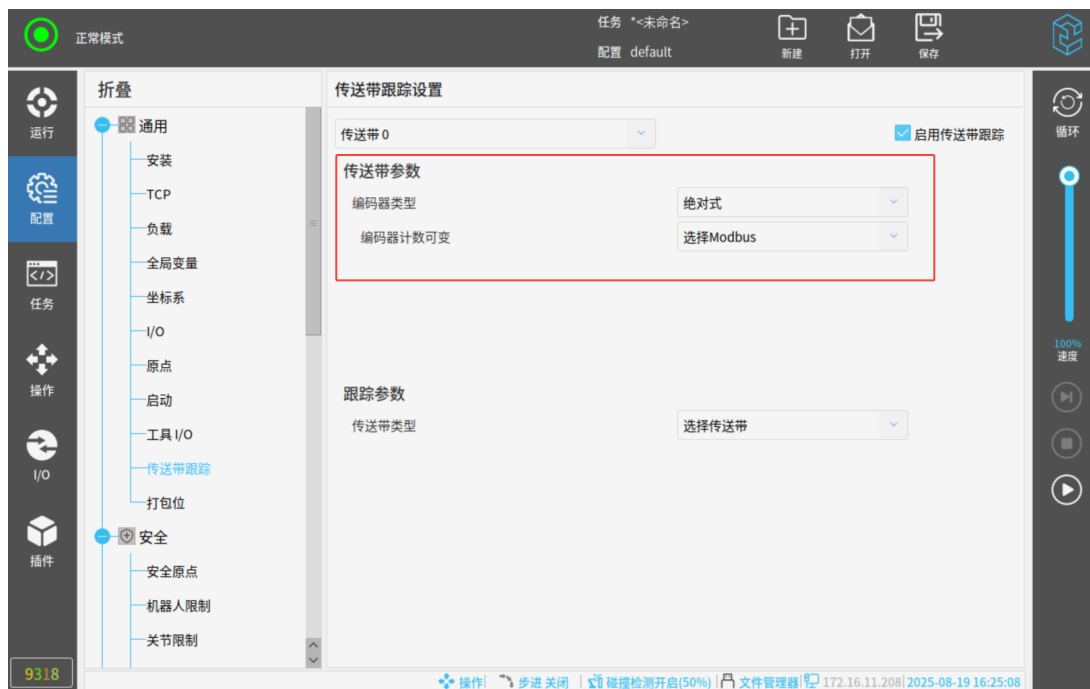 正常模式
任务 *<未命名>
配置 default
新建
打开
保存
运行
配置
任务
操作
I/O
插件
9318
折叠
通用
安装
TCP
负载
全局变量
坐标系
I/O
原点
启动
工具 I/O
传送带跟踪
打包位
安全
安全原点
机器人限制
关节限制
传送带跟踪设置
传送带 0
启用传送带跟踪
传送带参数
编码器类型 绝对式
编码器计数可变 选择Modbus
跟踪参数
传送带类型 选择传送带
循环
100%
速度
操作 步进 关闭 碰撞检测开启(50%) 文件管理器 172.16.11.208 2025-08-19 16:25:08